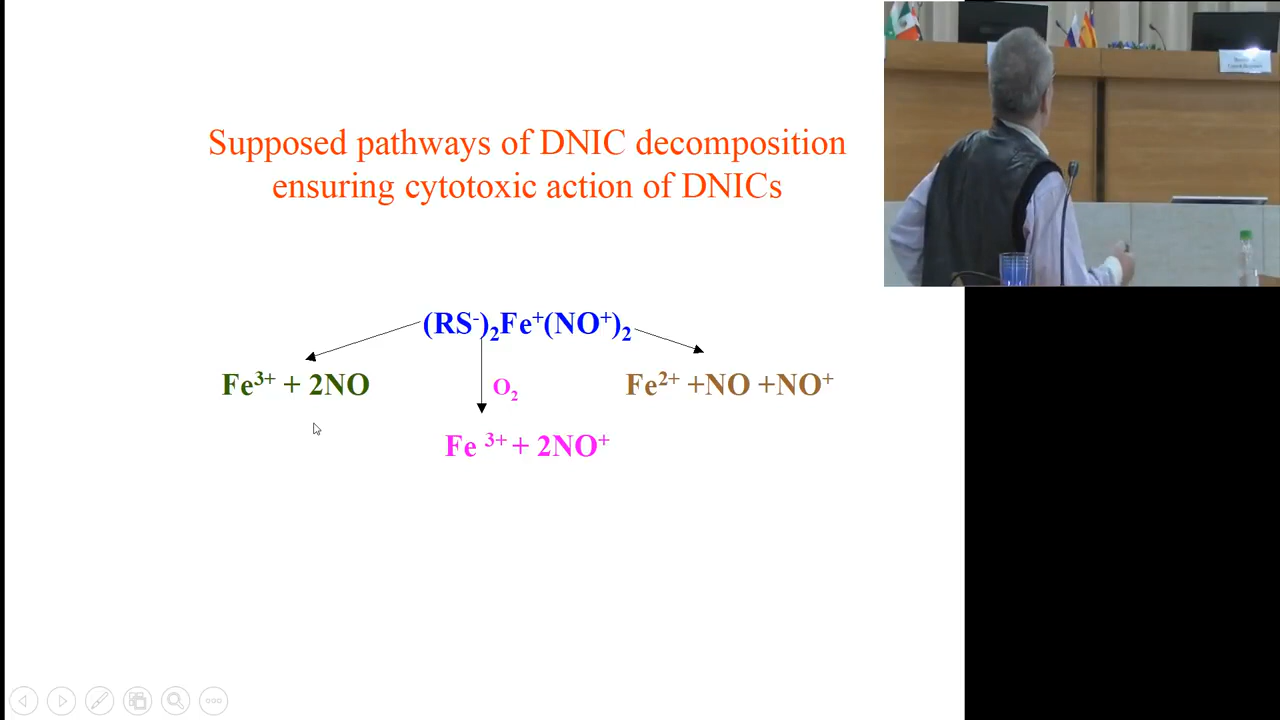 Supposed pathways of DNIC decomposition
ensuring cytotoxic action of DNICs
(RS⁻)₂Fe⁺(NO⁺)₂
Fe³⁺ + 2NO
O₂
Fe²⁺ +NO +NO⁺
Fe ³⁺ + 2NO⁺